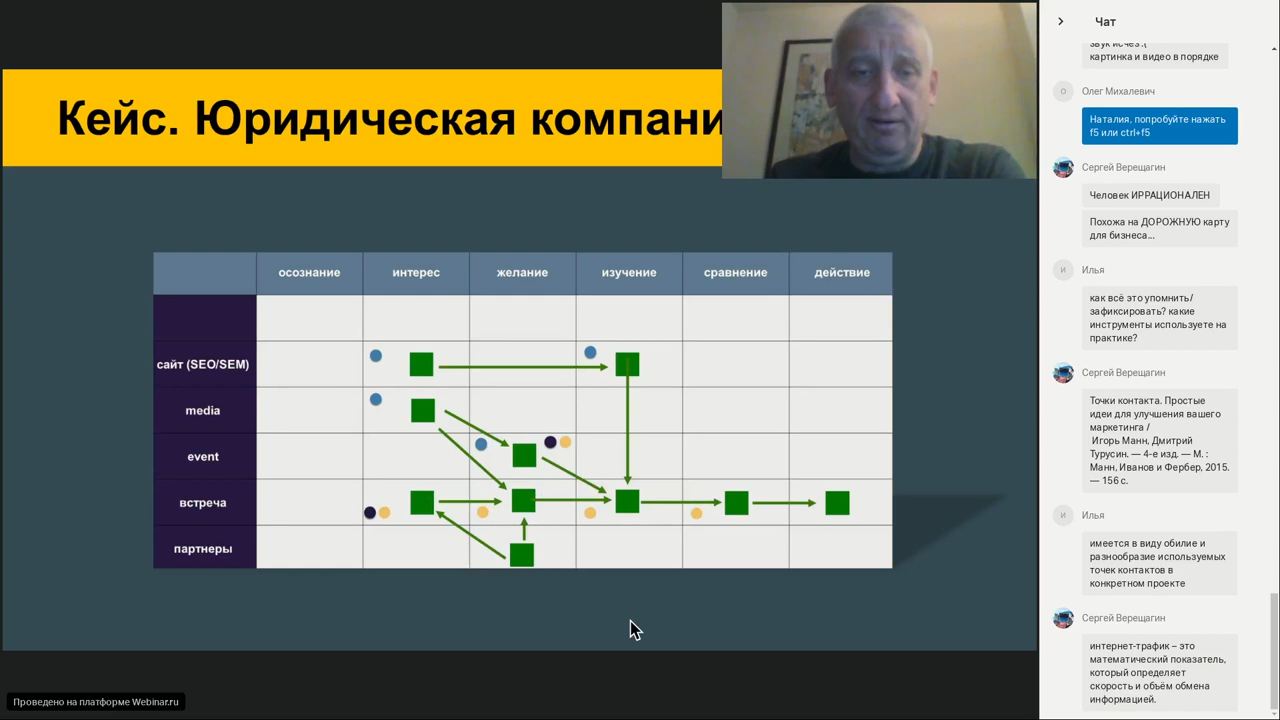 Кейс. Юридическая компани
осознание
интерес
желание
изучение
сравнение
действие
сайт (SEO/SEM)
media
event
встреча
партнеры
Проведено на платформе Webinar.ru
Чат
звук исчез :(
картинка и видео в порядке
О
Олег Михалевич
Наталия, попробуйте нажать
f5 или ctrl+f5
Сергей Верещагин
Человек ИРРАЦИОНАЛЕН
Похожа на ДОРОЖНУЮ карту
для бизнеса...
И
Илья
как всё это упомнить/
зафиксировать? какие
инструменты используете на
практике?
Сергей Верещагин
Точки контакта. Простые
идеи для улучшения вашего
маркетинга /
Игорь Манн, Дмитрий
Турусин. — 4-е изд. — М. :
Манн, Иванов и Фербер, 2015.
— 156 с.
И
Илья
имеется в виду обилие и
разнообразие используемых
точек контактов в
конкретном проекте
Сергей Верещагин
интернет-трафик – это
математический показатель,
который определяет
скорость и объём обмена
информацией.